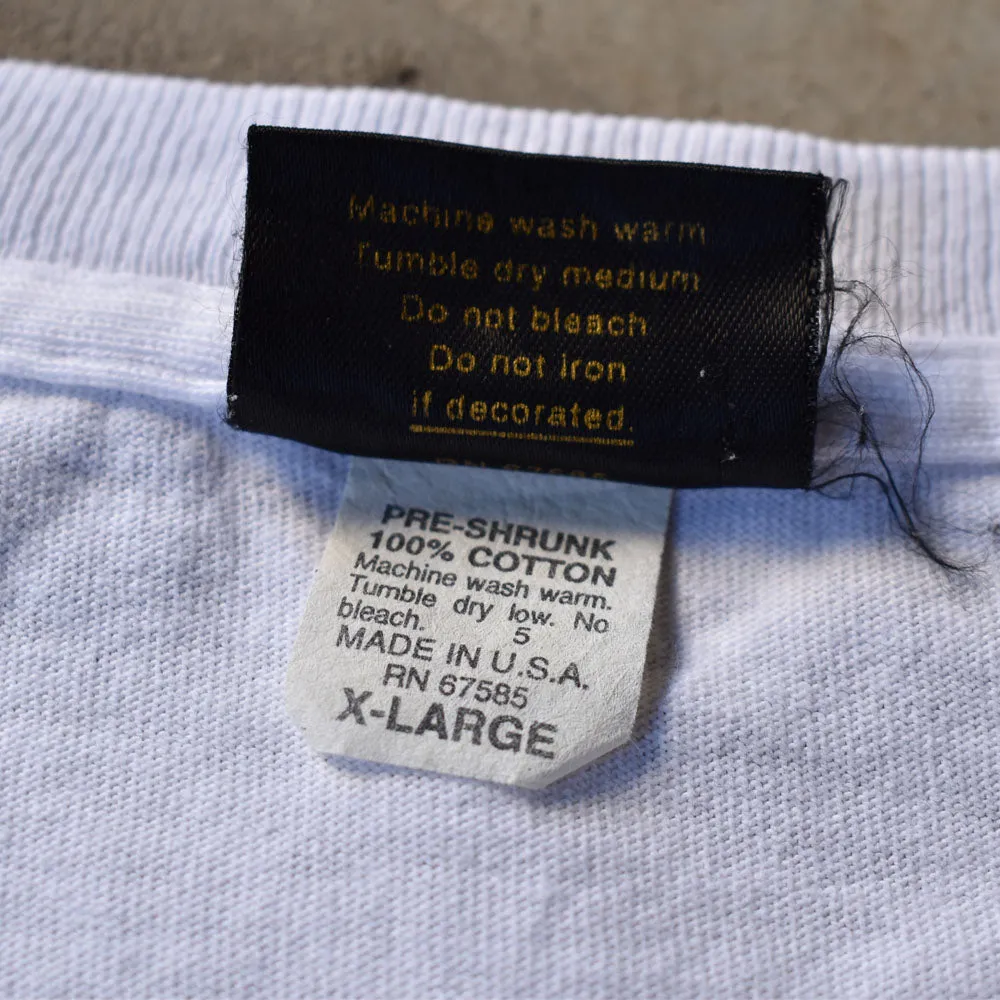 Machine wash warm
Tumble dry medium
Do not bleach
Do not iron
if decorated.
PRE-SHRUNK
100% COTTON
Machine wash warm.
Tumble dry low. No
bleach. 5
MADE IN U.S.A.
RN 67585
X-LARGE